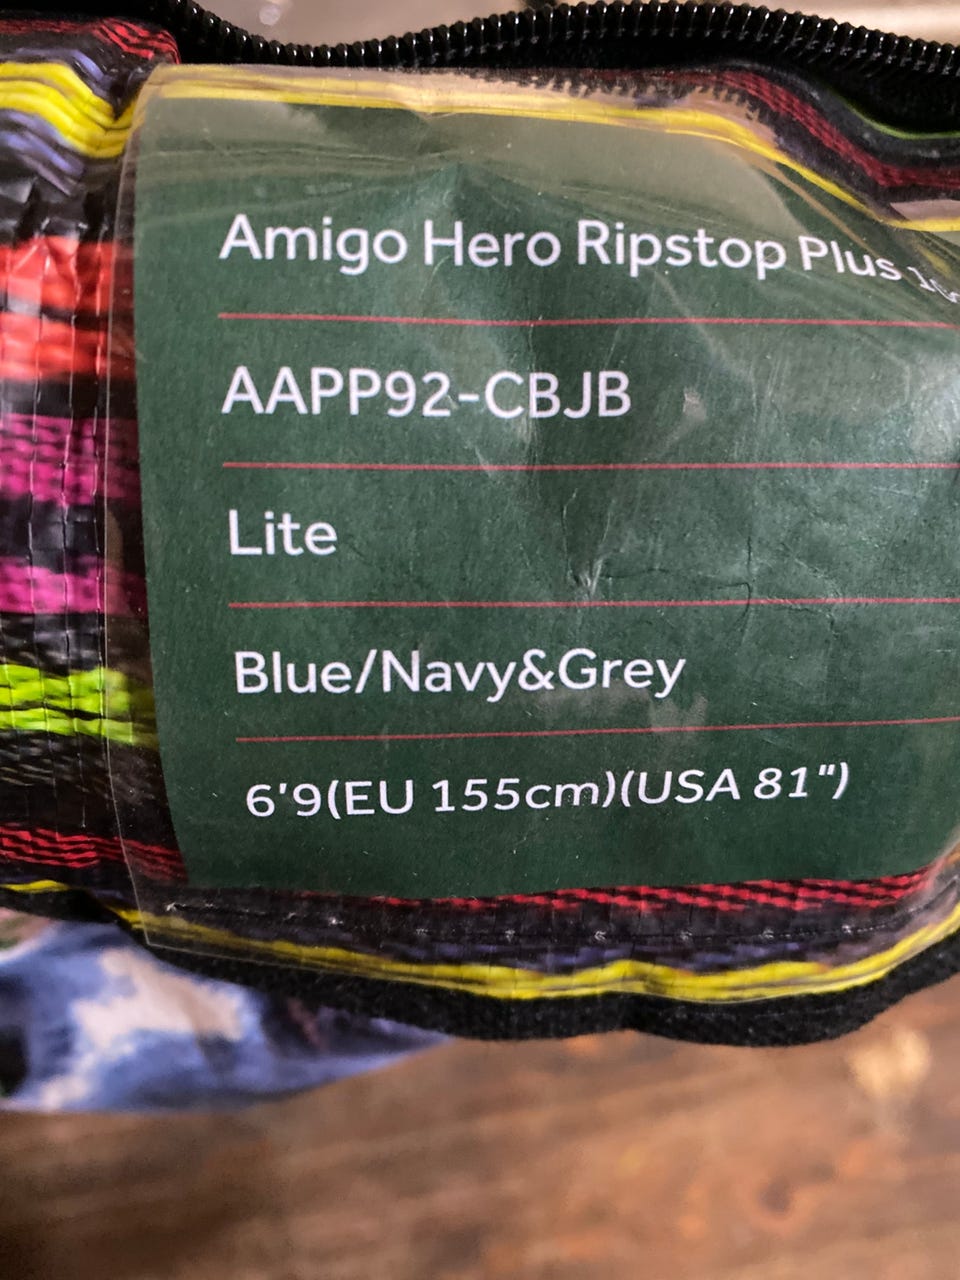 Amigo Hero Ripstop Plus
AAPP92-CBJB
Lite
Blue/Navy&Grey
6'9(EU 155cm)(USA 81")